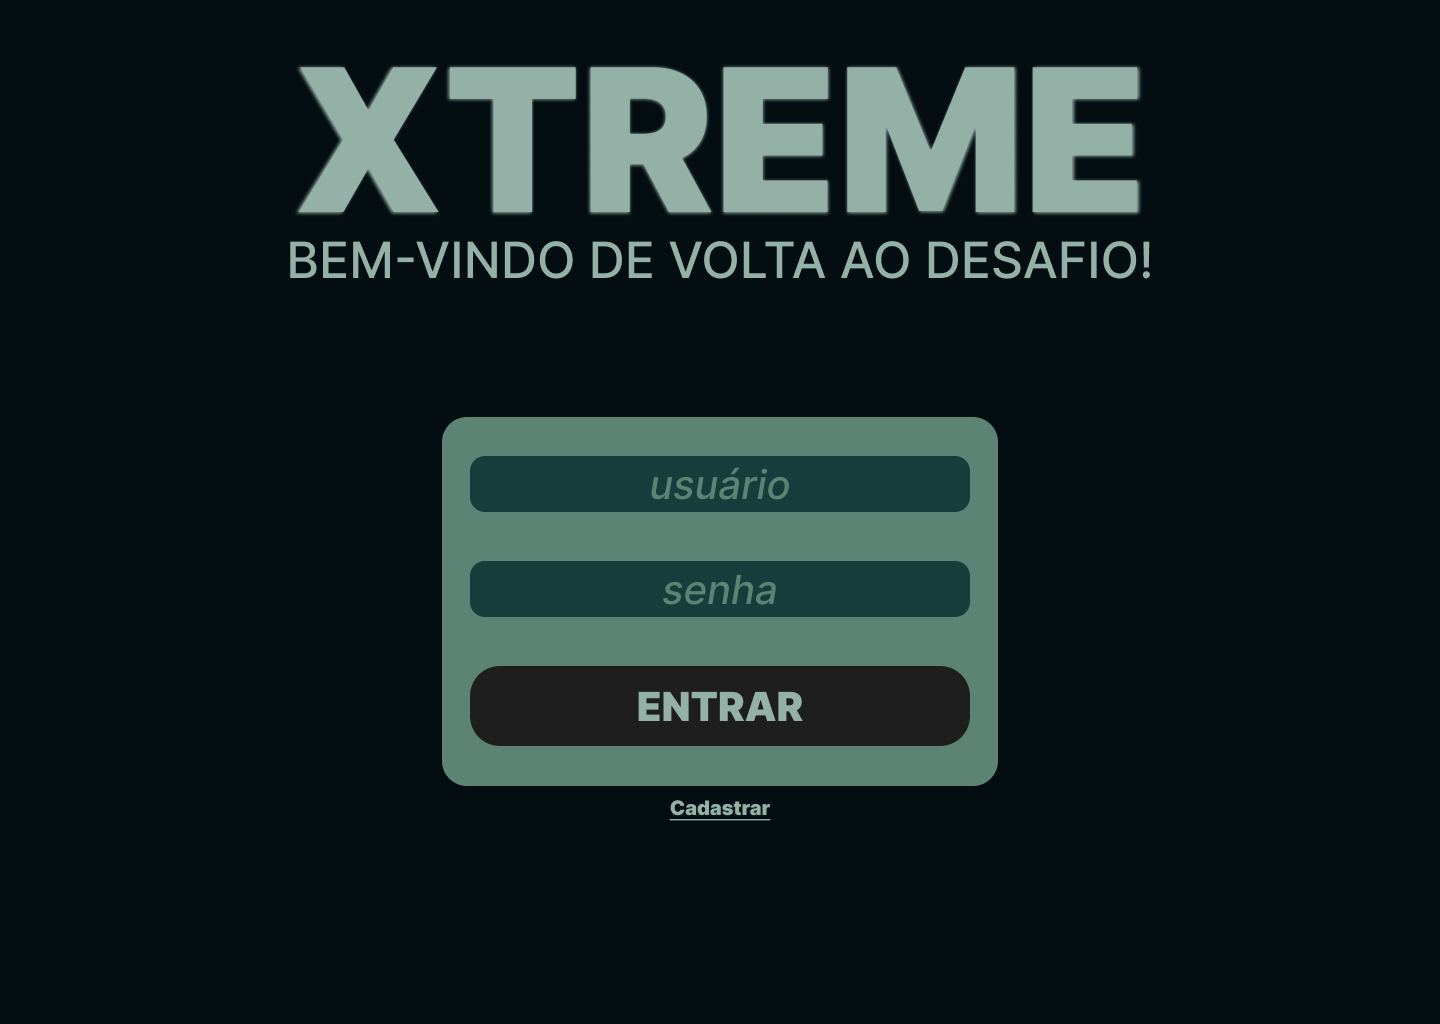 XTREME
BEM-VINDO DE VOLTA AO DESAFIO!
usuário
senha
ENTRAR
Cadastrar